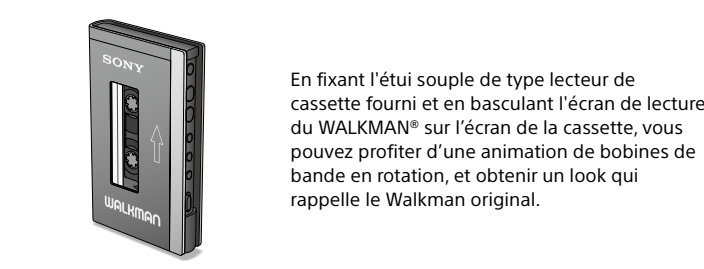 SONY
WALKMAN
En fixant l'étui souple de type lecteur de
cassette fourni et en basculant l'écran de lecture
du WALKMAN® sur l’écran de la cassette, vous
pouvez profiter d’une animation de bobines de
bande en rotation, et obtenir un look qui
rappelle le Walkman original.